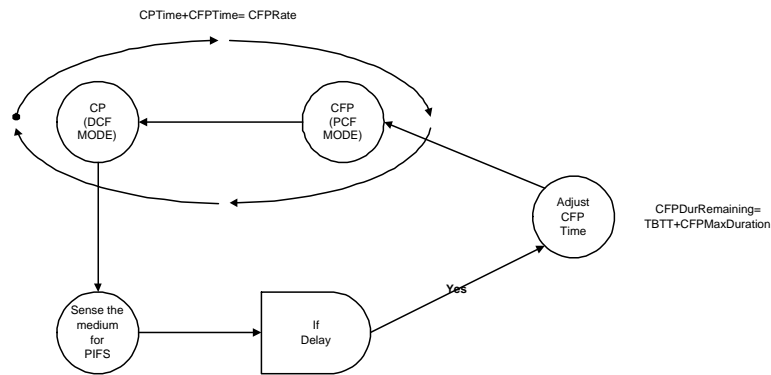 CPTime+CFPTime= CFPRate
CP
(DCF
MODE)
CFP
(PCF
MODE)
Adjust
CFP
Time
CFPDurRemaining=
TBTT+CFPMaxDuration
Yes
Sense the
medium
for
PIFS
If
Delay